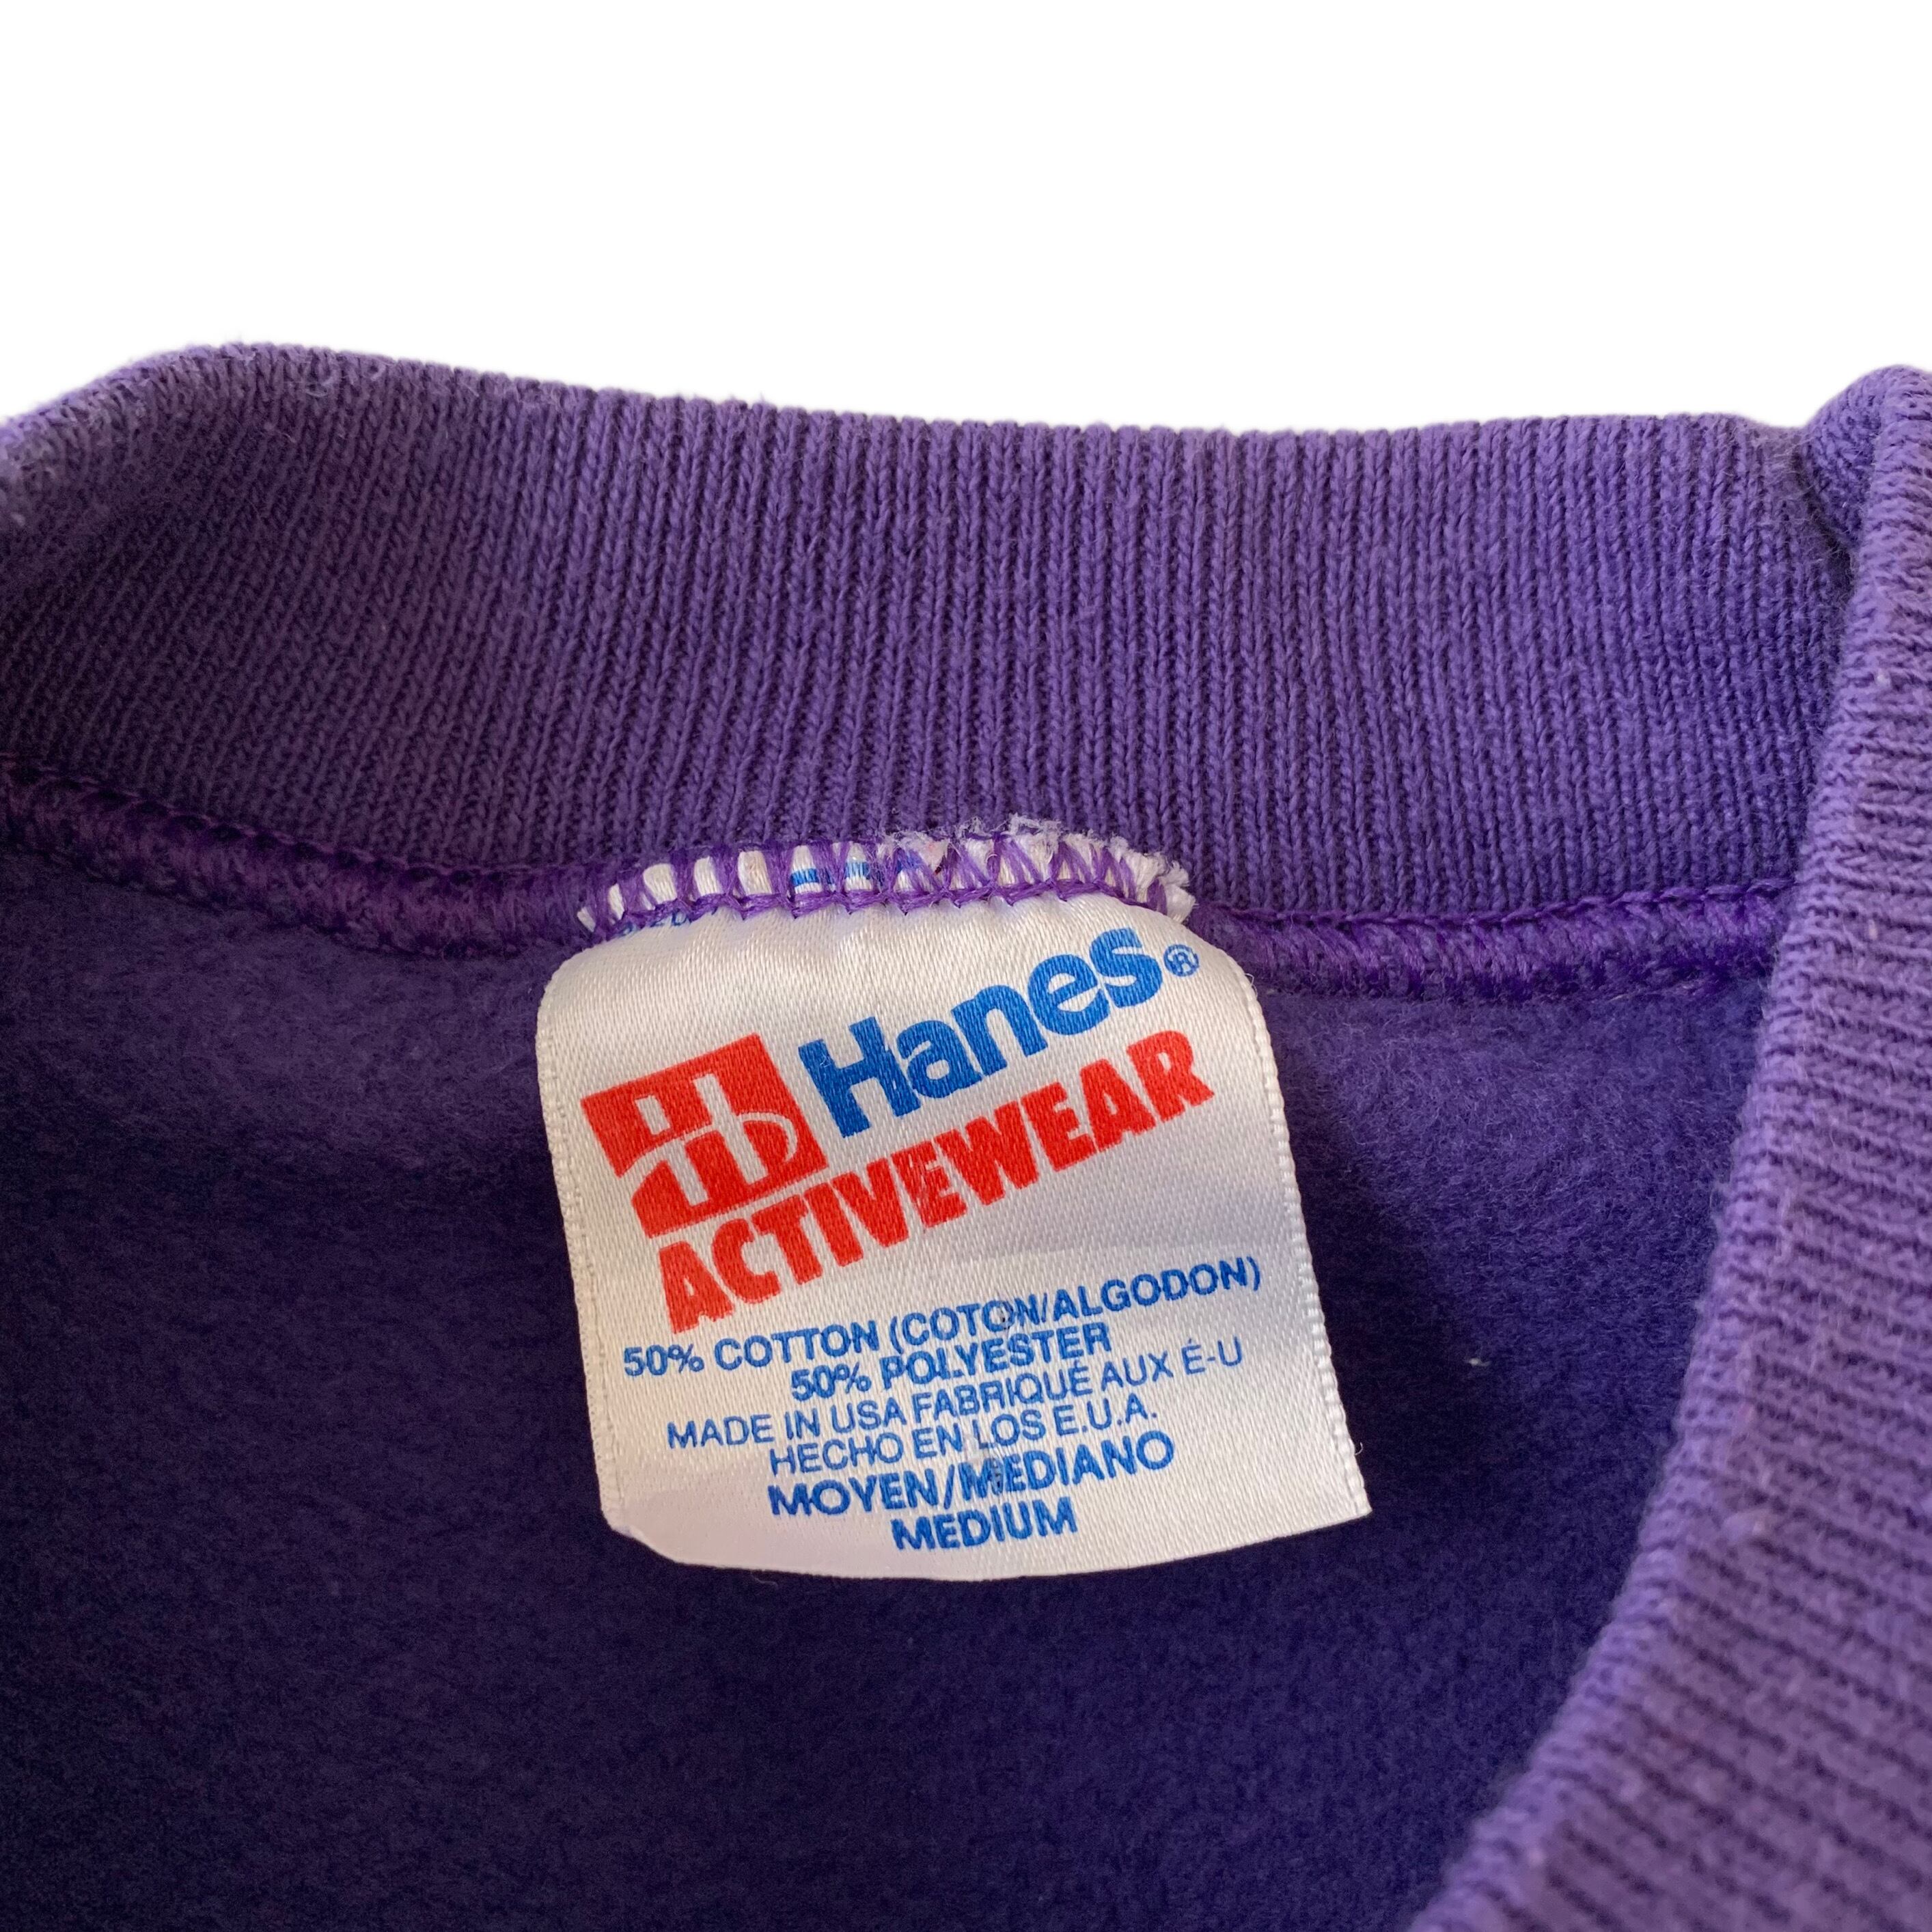 Hanes®
ACTIVEWEAR
50% COTTON (COTON/ALGODON)
50% POLYESTER
MADE IN USA FABRIQUÉ AUX É-U
HECHO EN LOS E.U.A.
MOYEN/MEDIANO
MEDIUM